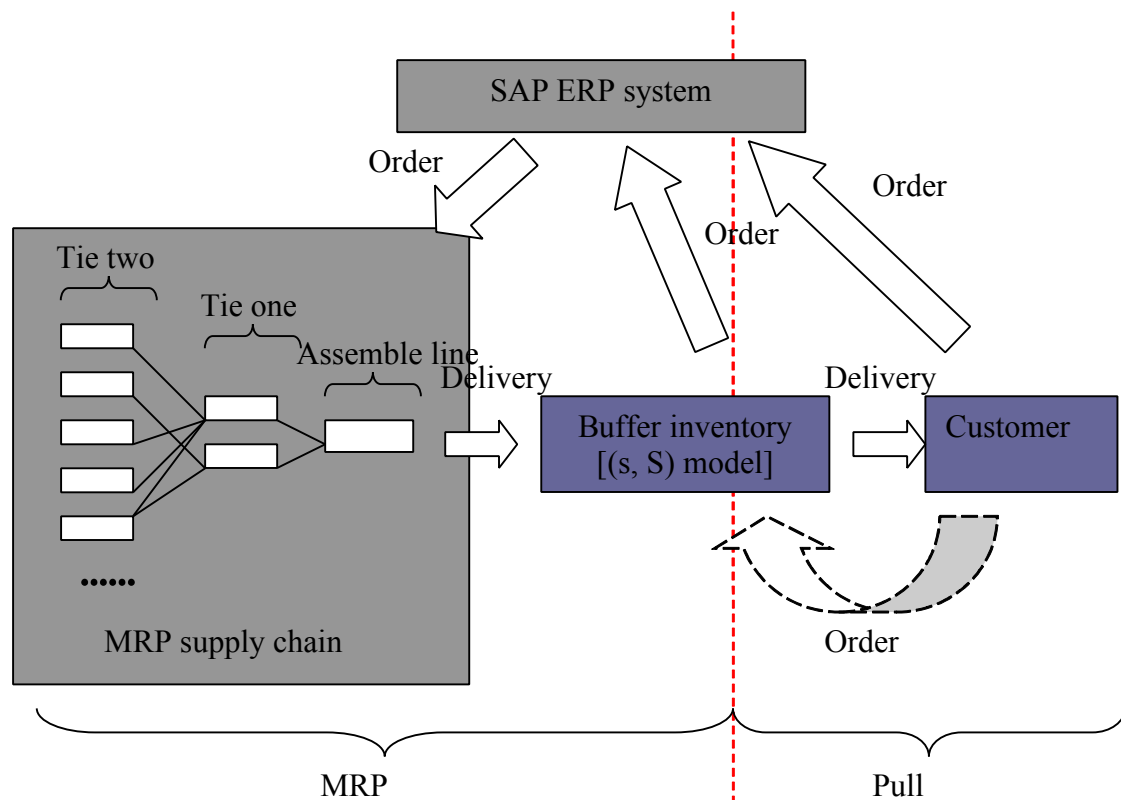 SAP ERP system
Order
Order
Order
Tie two
Tie one
Assemble line
Delivery
Delivery
Buffer inventory
[(s, S) model]
Customer
······
MRP supply chain
Order
MRP
Pull